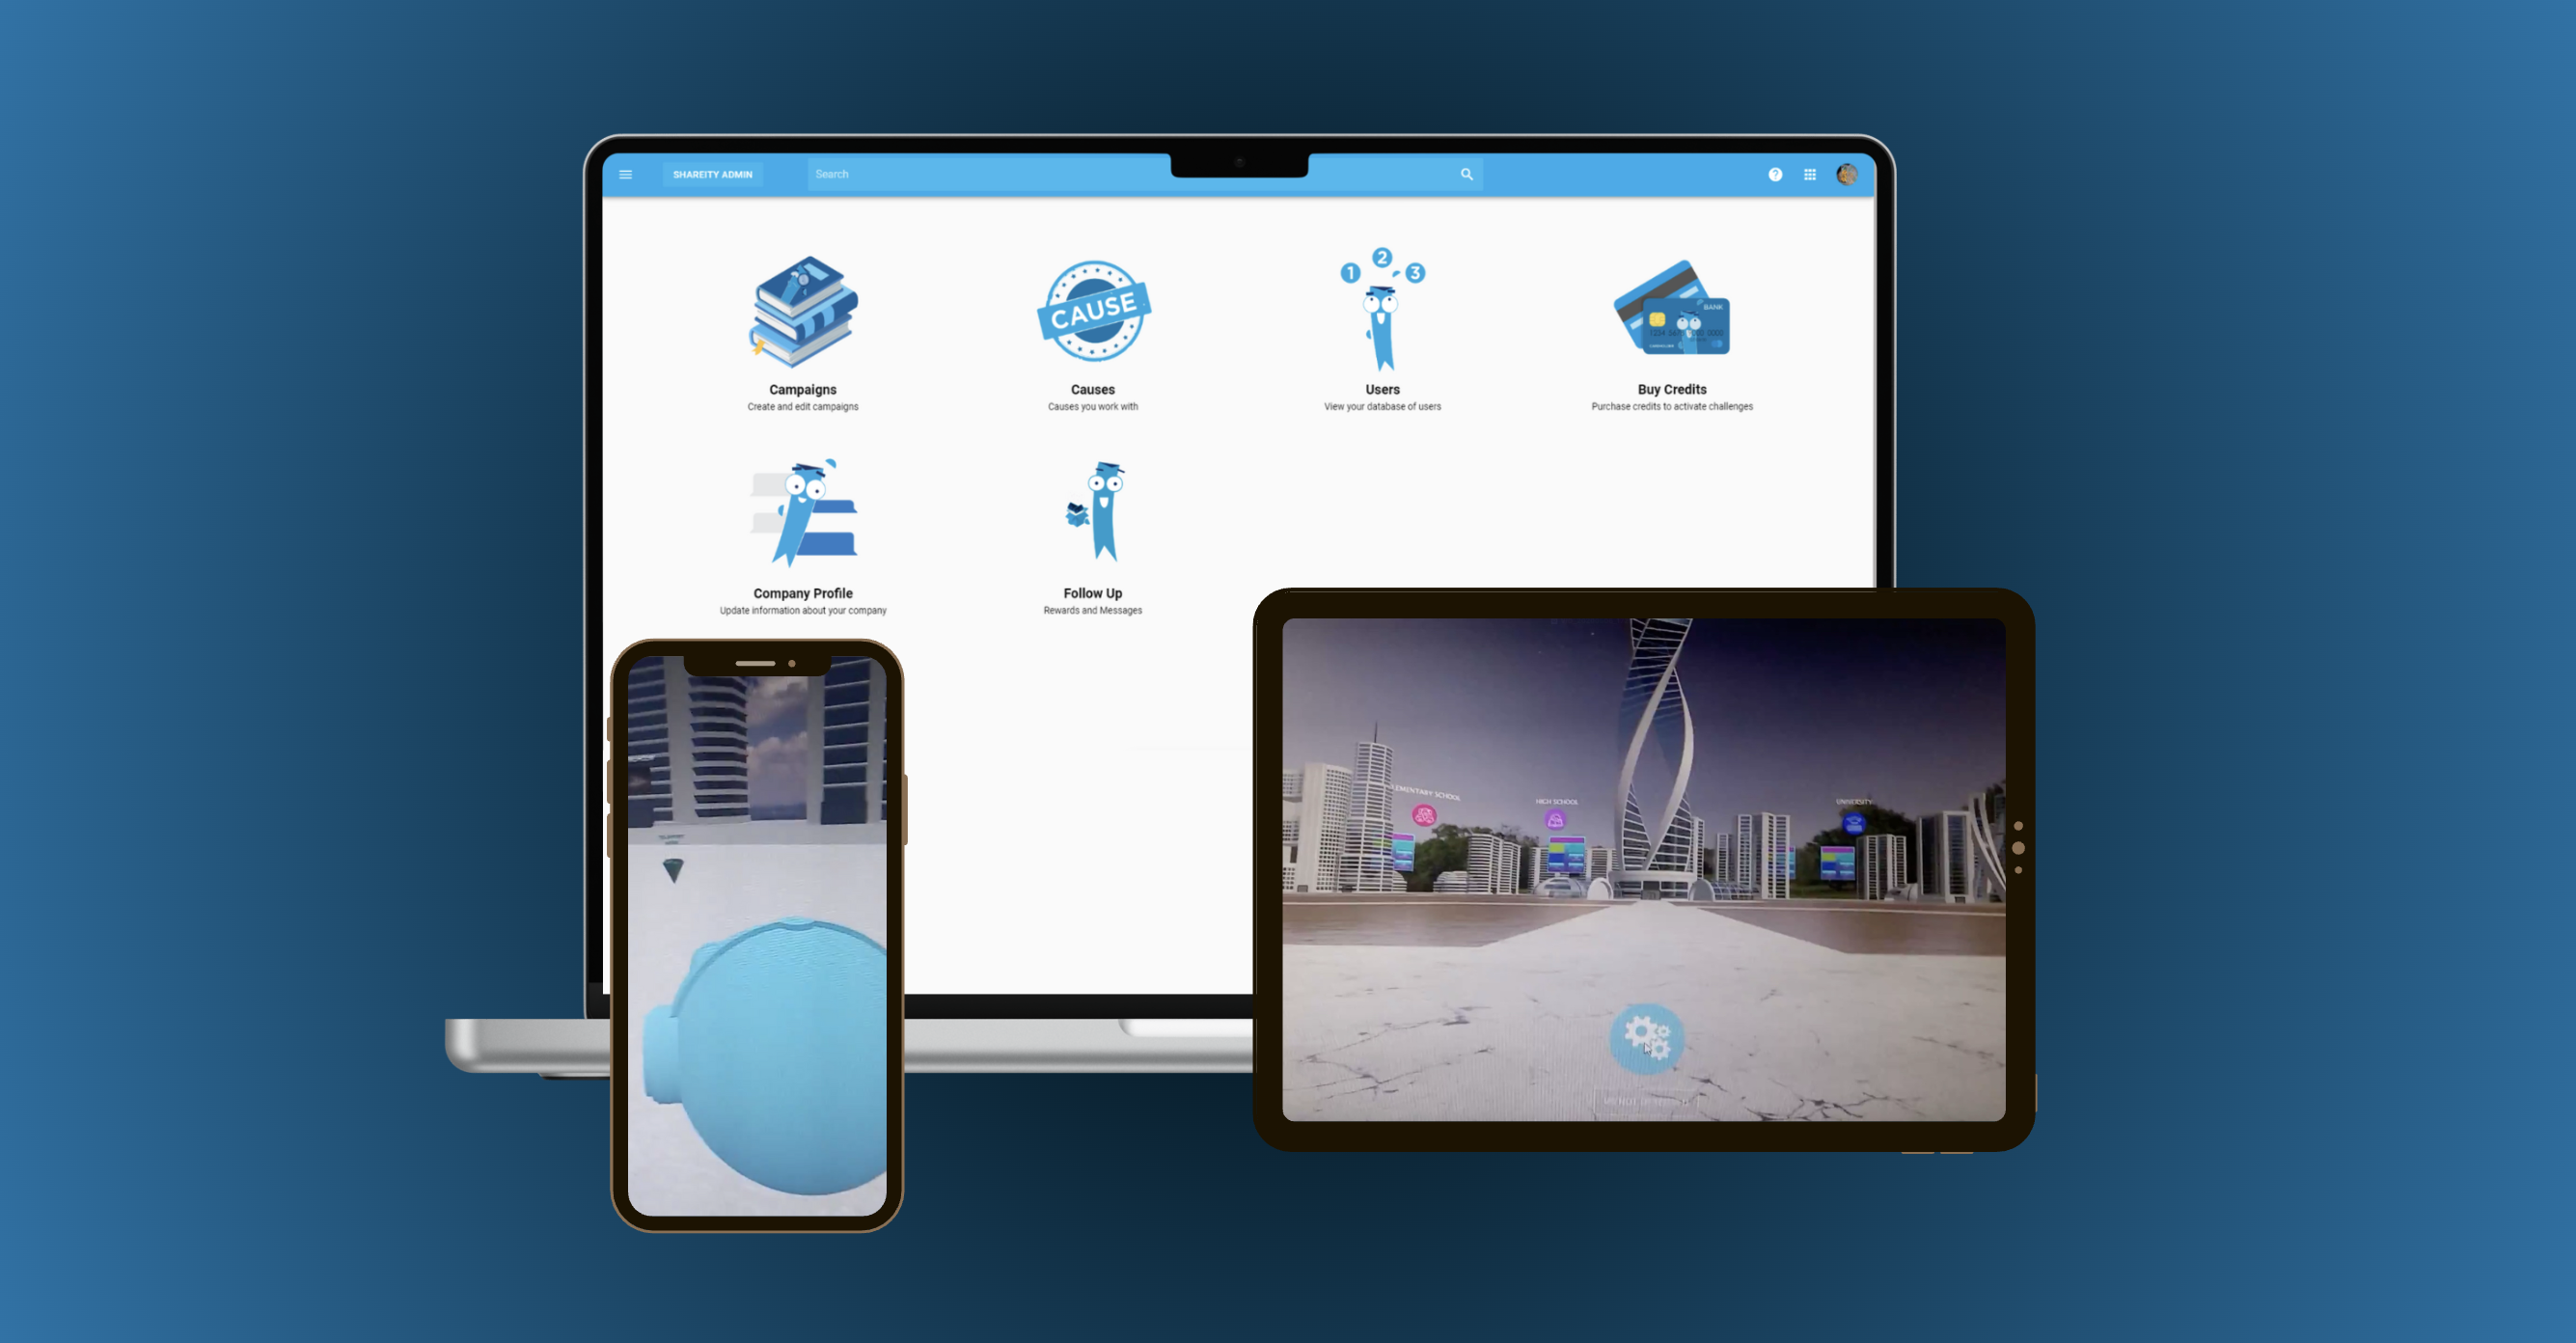 SHAREITY ADMIN
Search
?
1
2
3
CAUSE
BANK
Campaigns
Create and edit campaigns
Causes
Causes you work with
Users
View your database of users
Buy Credits
Purchase credits to activate challenges
Company Profile
Update information about your company
Follow Up
Rewards and Messages
LEMENTARY SCHOOL
HIGH SCHOOL
UNIVERSITY